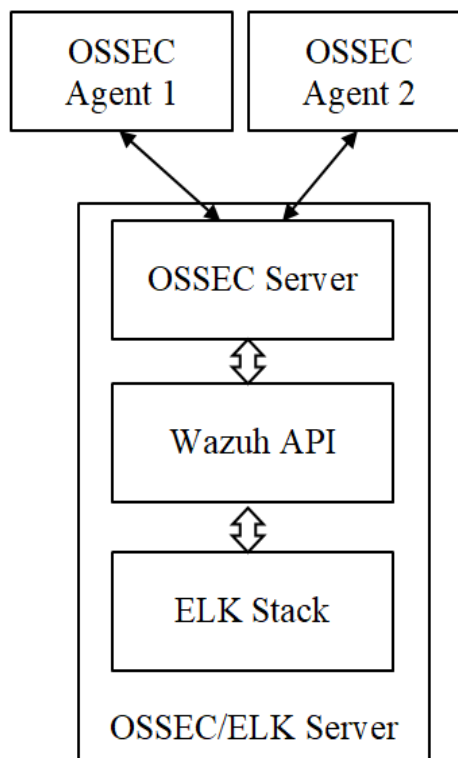 OSSEC
Agent 1
OSSEC
Agent 2
OSSEC Server
Wazuh API
ELK Stack
OSSEC/ELK Server